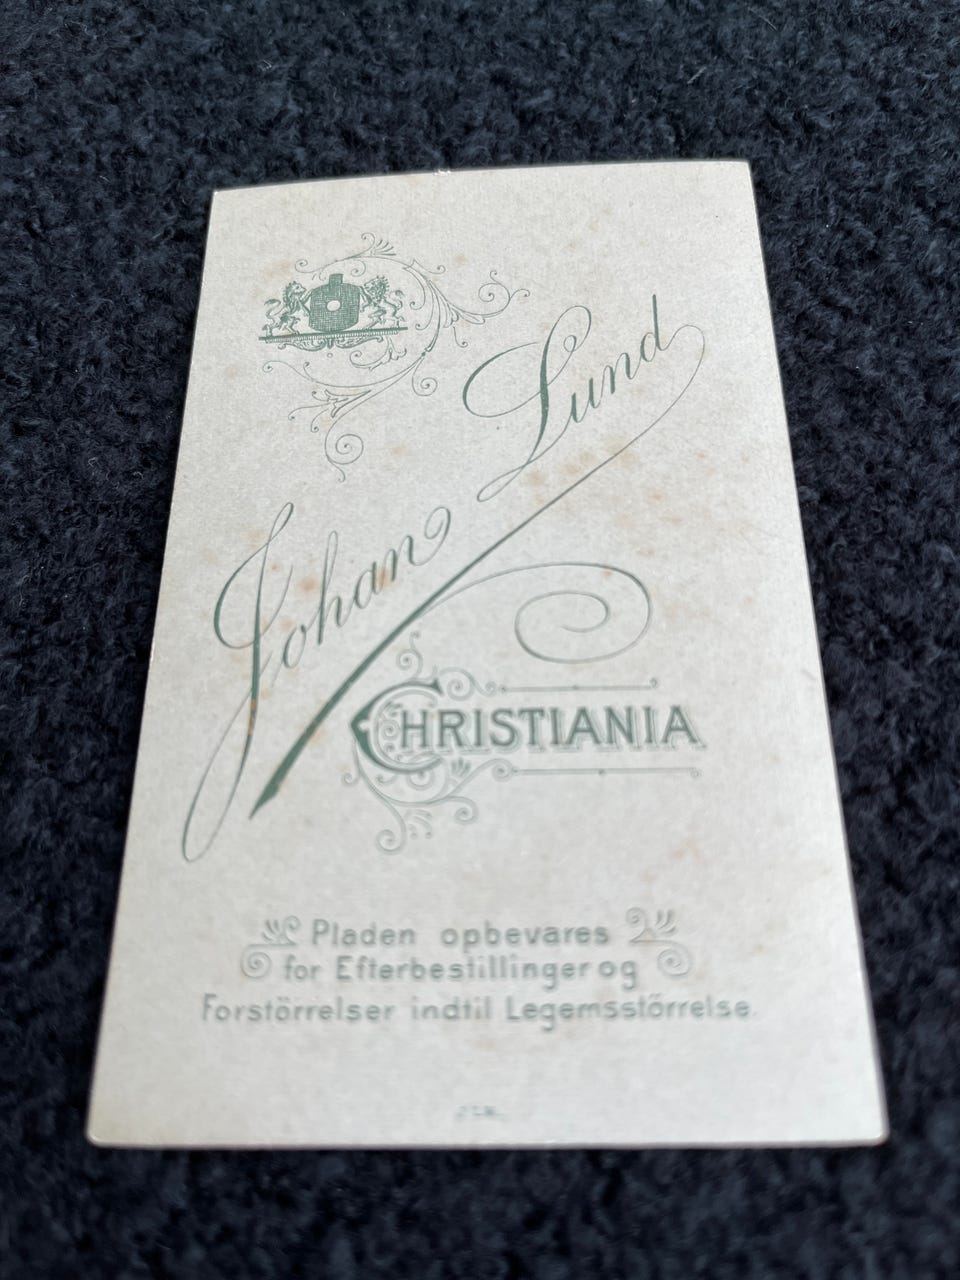 Johan Lund
CHRISTIANIA
Pladen opbevares
for Efterbestillinger og
Forstörrelser indtil Legemsstörrelse.